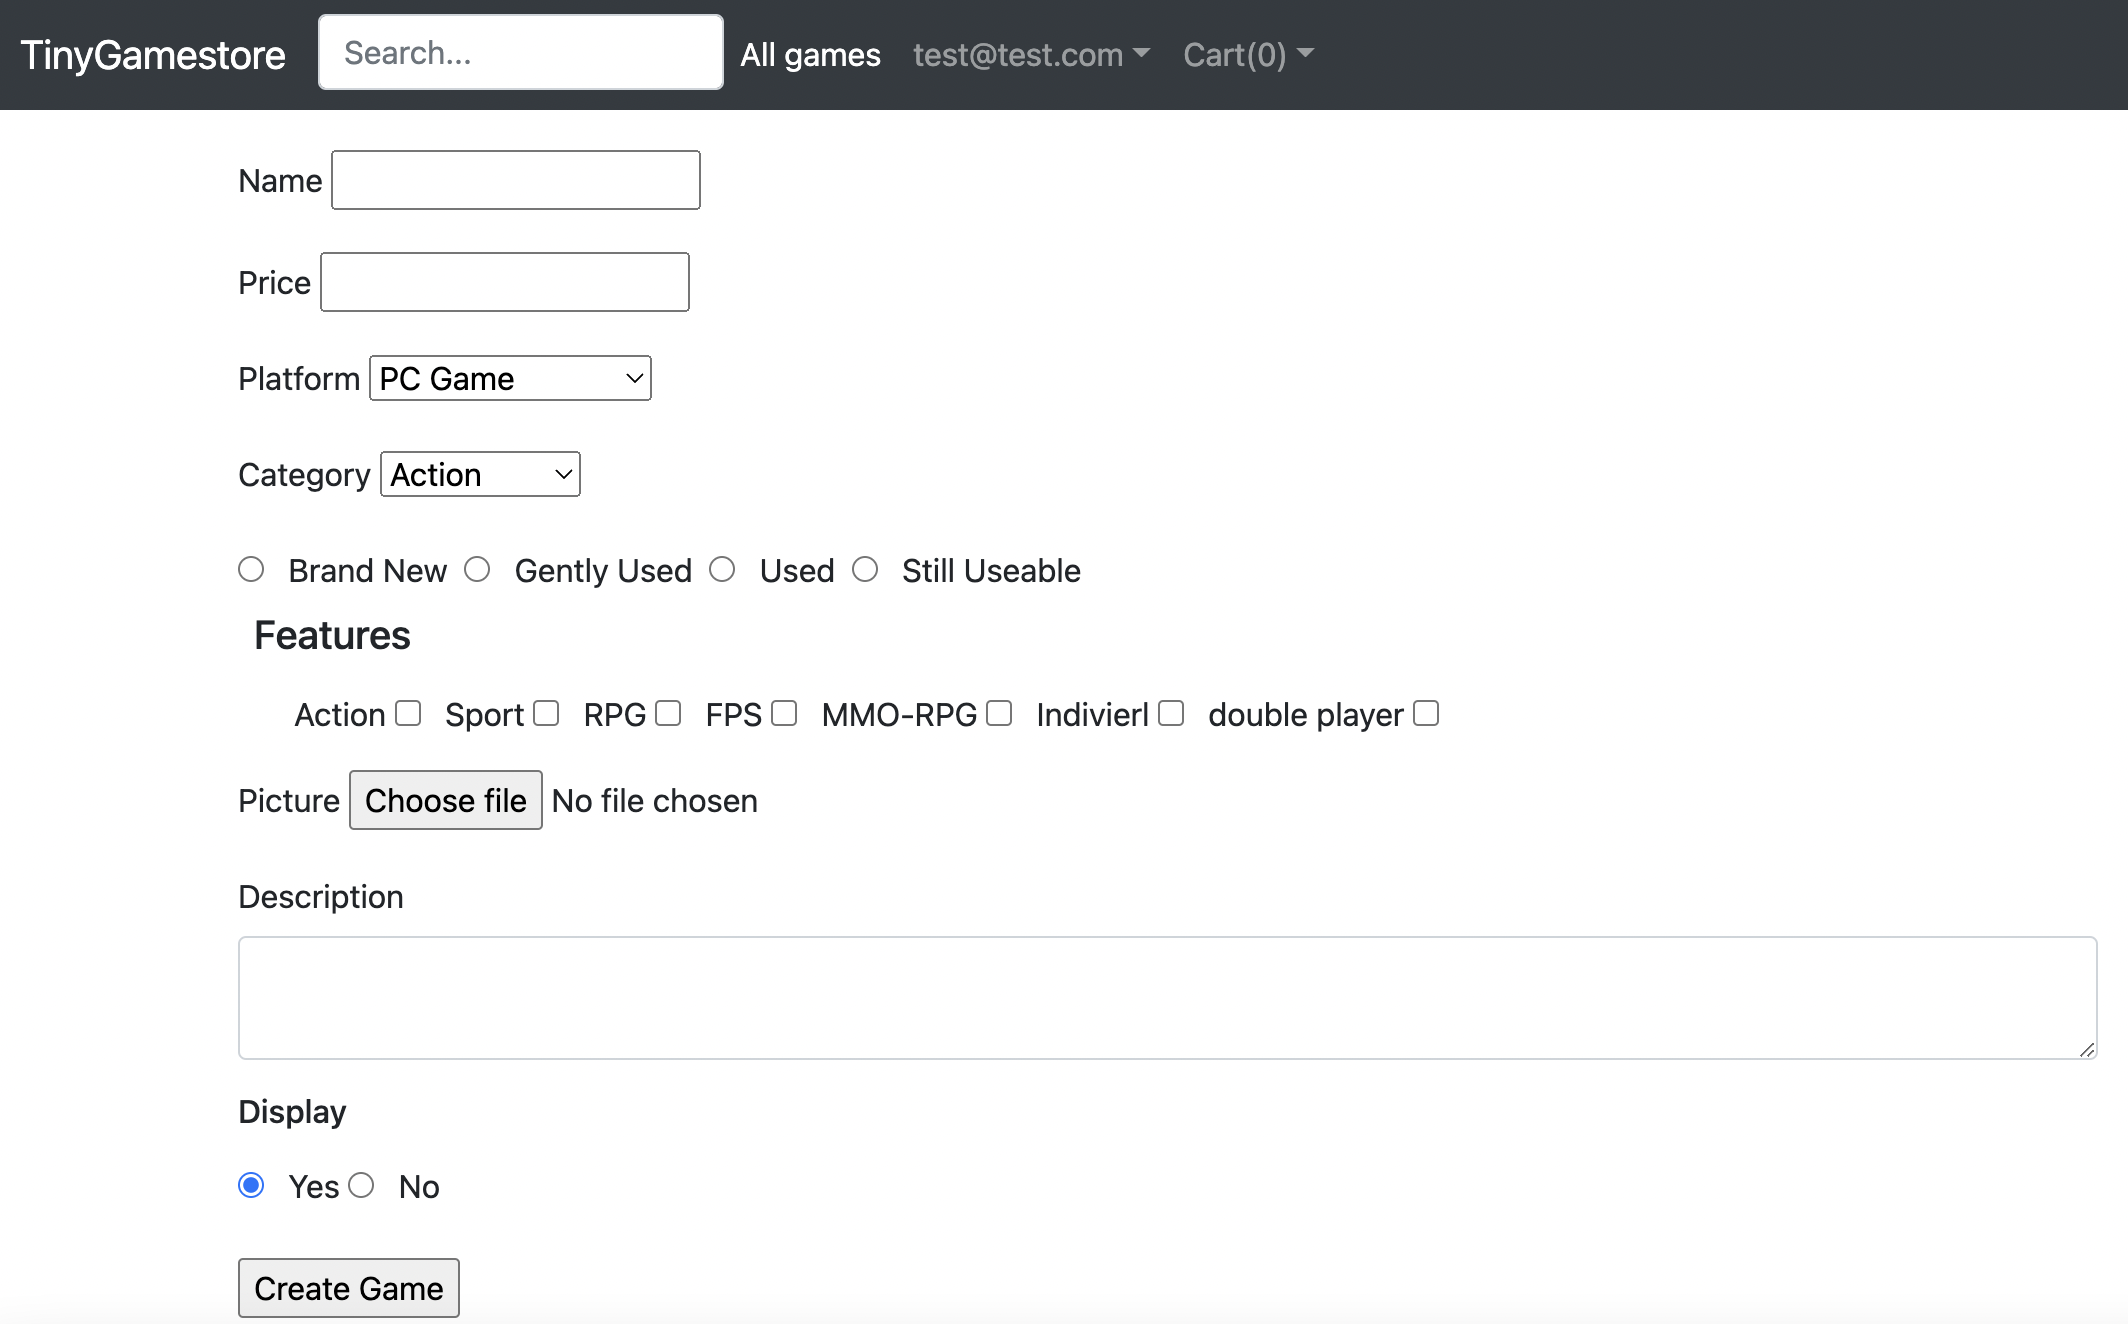 TinyGamestore Search... All games test@test.com Cart(0)
Name
Price
Platform PC Game
Category Action
Brand New Gently Used Used Still Useable
Features
Action Sport RPG FPS MMO-RPG Indivierl double player
Picture Choose file No file chosen
Description
Display
Yes No
Create Game